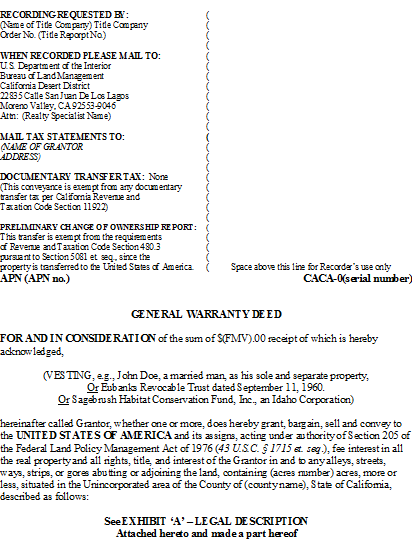 RECORDING REQUESTED BY: (
(Name of Title Company) Title Company (
Order No. (Title Reporpt No.) (
(
WHEN RECORDED PLEASE MAIL TO: (
U.S. Department of the Interior (
Bureau of Land Management (
California Desert District (
22835 Calle San Juan De Los Lagos (
Moreno Valley, CA 92553-9046 (
Attn: (Realty Specialist Name) (
(
MAIL TAX STATEMENTS TO: (
(NAME OF GRANTOR (
ADDRESS) (
(
DOCUMENTARY TRANSFER TAX: None (
(This conveyance is exempt from any documentary (
transfer tax per California Revenue and (
Taxation Code Section 11922) (
(
PRELIMINARY CHANGE OF OWNERSHIP REPORT: (
This transfer is exempt from the requirements (
of Revenue and Taxation Code Section 480.3 (
pursuant to Section 5081 et. seq., since the (
property is transferred to the United States of America. ( Space above this line for Recorder's use only
APN (APN no.) CACA-0(serial number)
GENERAL WARRANTY DEED
FOR AND IN CONSIDERATION of the sum of $(FMV).00 receipt of which is hereby
acknowledged,
(VESTING, e.g., John Doe, a married man, as his sole and separate property,
Or Eubanks Revocable Trust dated September 11, 1960.
Or Sagebrush Habitat Conservation Fund, Inc., an Idaho Corporation)
hereinafter called Grantor, whether one or more, does hereby grant, bargain, sell and convey to
the UNITED STATES OF AMERICA and its assigns, acting under authority of Section 205 of
the Federal Land Policy Management Act of 1976 (43 U.S.C. § 1715 et. seq.), fee interest in all
the real property and all rights, title, and interest of the Grantor in and to any alleys, streets,
ways, strips, or gores abutting or adjoining the land, containing (acres number) acres, more or
less, situated in the Unincorporated area of the County of (county name), State of California,
described as follows:
See EXHIBIT ‘A’ – LEGAL DESCRIPTION
Attached hereto and made a part hereof